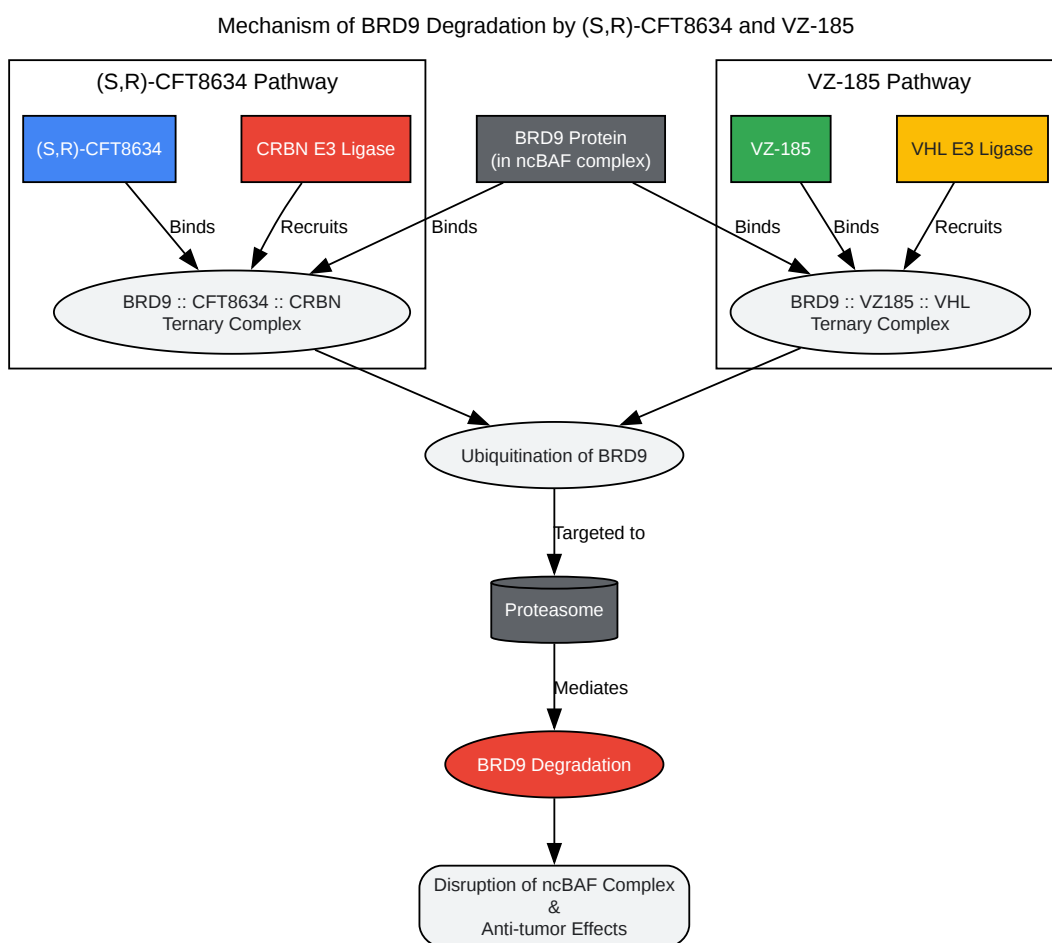 Mechanism of BRD9 Degradation by (S,R)-CFT8634 and VZ-185
(S,R)-CFT8634 Pathway
VZ-185 Pathway
(S,R)-CFT8634
CRBN E3 Ligase
BRD9 Protein
(in ncBAF complex)
VZ-185
VHL E3 Ligase
Binds
Recruits
Binds
Binds
Recruits
BRD9 :: CFT8634 :: CRBN
Ternary Complex
BRD9 :: VZ185 :: VHL
Ternary Complex
Ubiquitination of BRD9
Targeted to
Proteasome
Mediates
BRD9 Degradation
Disruption of ncBAF Complex
&
Anti-tumor Effects